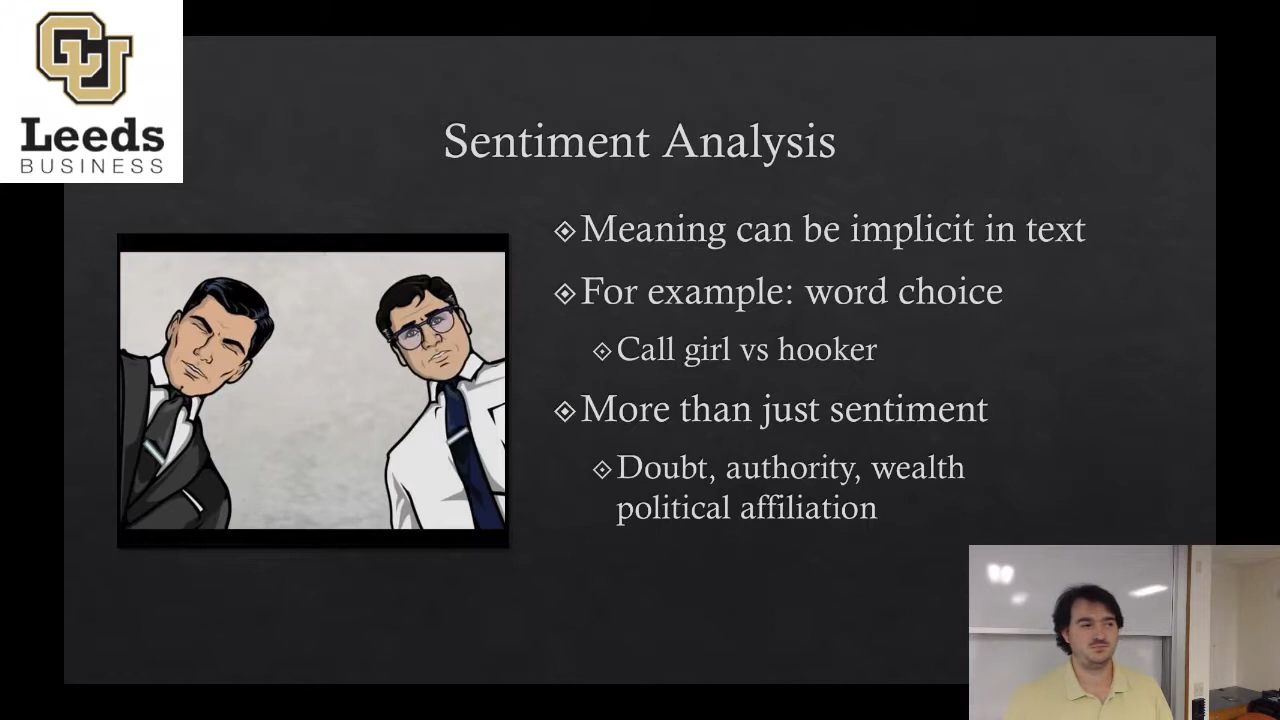 CU
Leeds
BUSINESS
Sentiment Analysis
Meaning can be implicit in text
For example: word choice
Call girl vs hooker
More than just sentiment
Doubt, authority, wealth
political affiliation